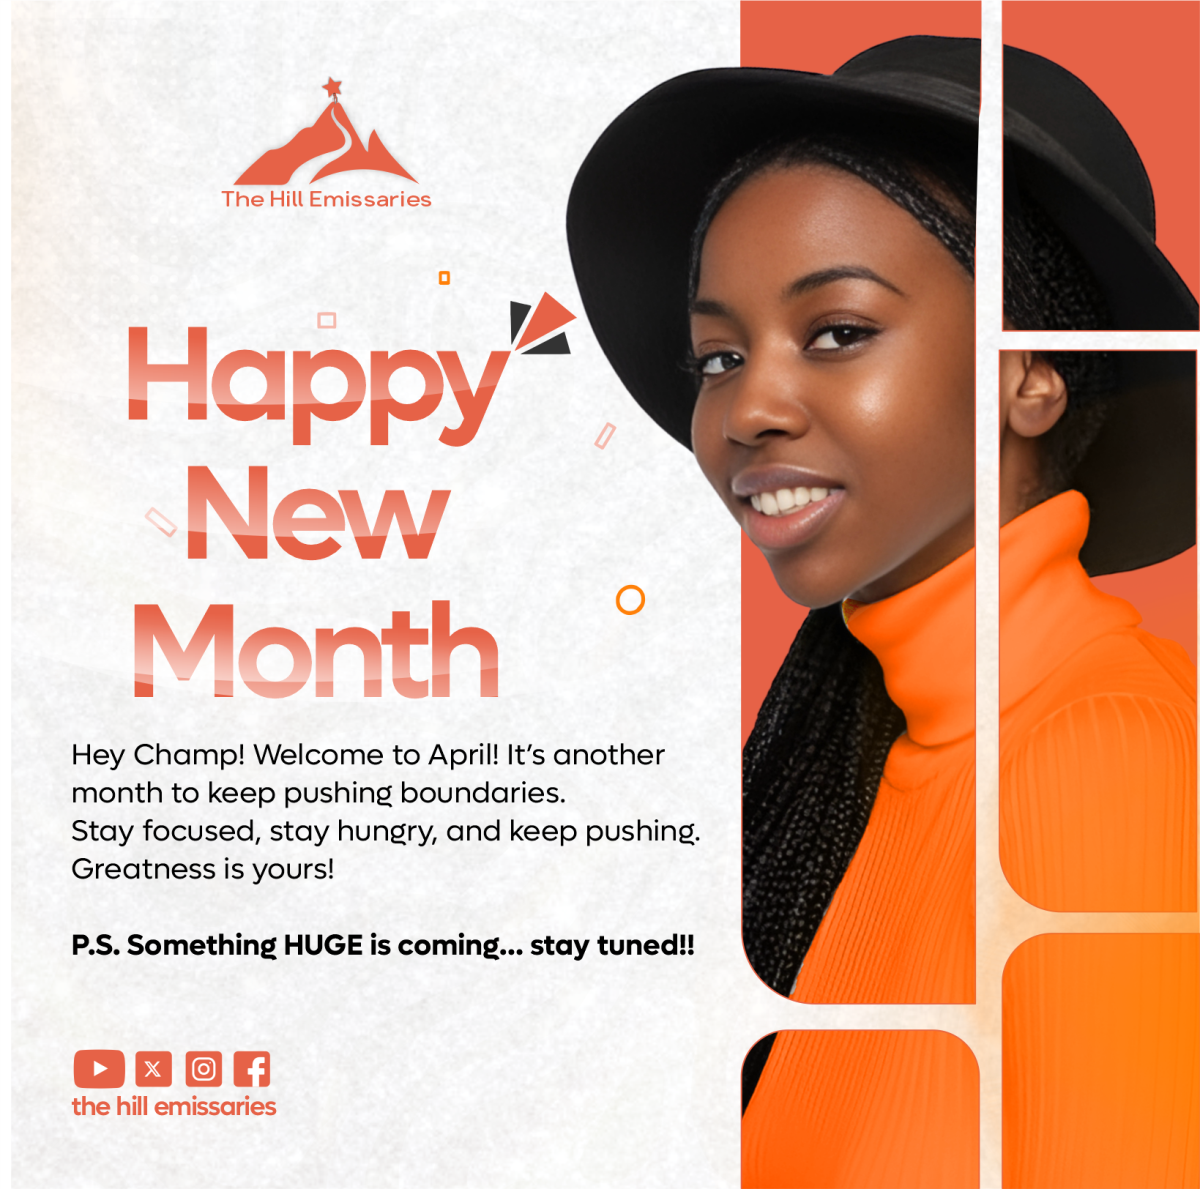 The Hill Emissaries
Happy
New
Month
Hey Champ! Welcome to April! It’s another
month to keep pushing boundaries.
Stay focused, stay hungry, and keep pushing.
Greatness is yours!
P.S. Something HUGE is coming... stay tuned!!
the hill emissaries